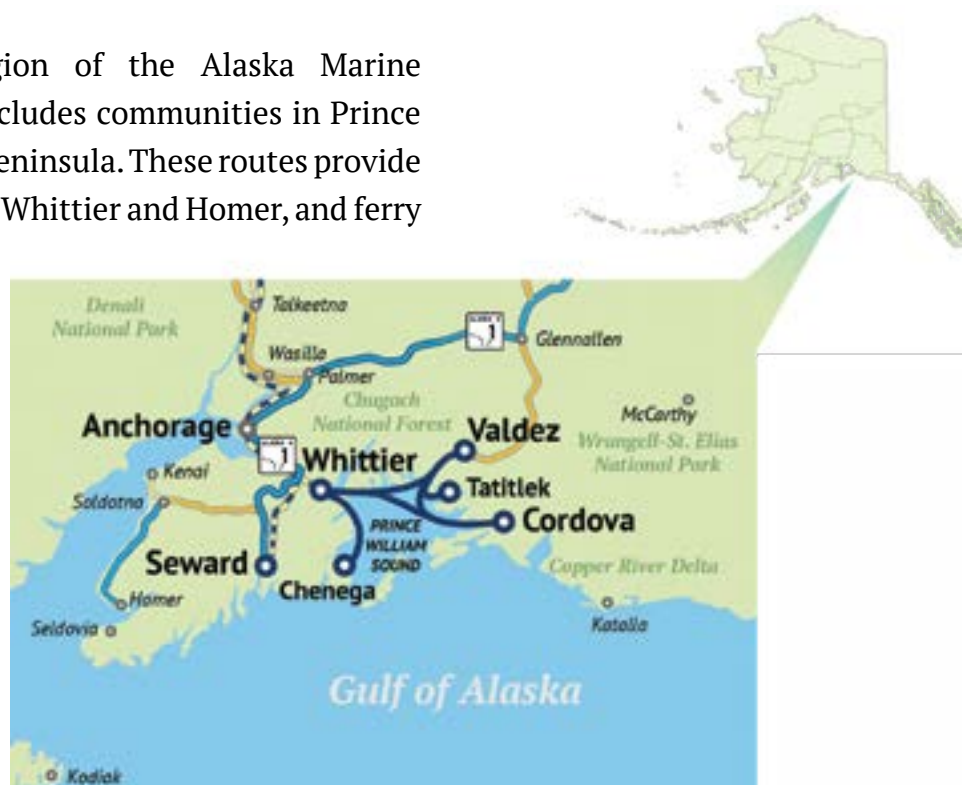 gion of the Alaska Marine
cludes communities in Prince
eninsula. These routes provide
Whittier and Homer, and ferry
Denali
National Park
Talkeetna
Wasilla
Palmer
1
Glennallen
Chugach
National Forest
Anchorage
McCarthy
Wrangell-St. Elias
National Park
Valdez
1
Whittier
Kenai
Tatitlek
Soldotna
Cordova
PRINCE
WILLIAM
SOUND
Seward
Chenega
Copper River Delta
Homer
Seldovia
Katalla
Gulf of Alaska
Kodiak